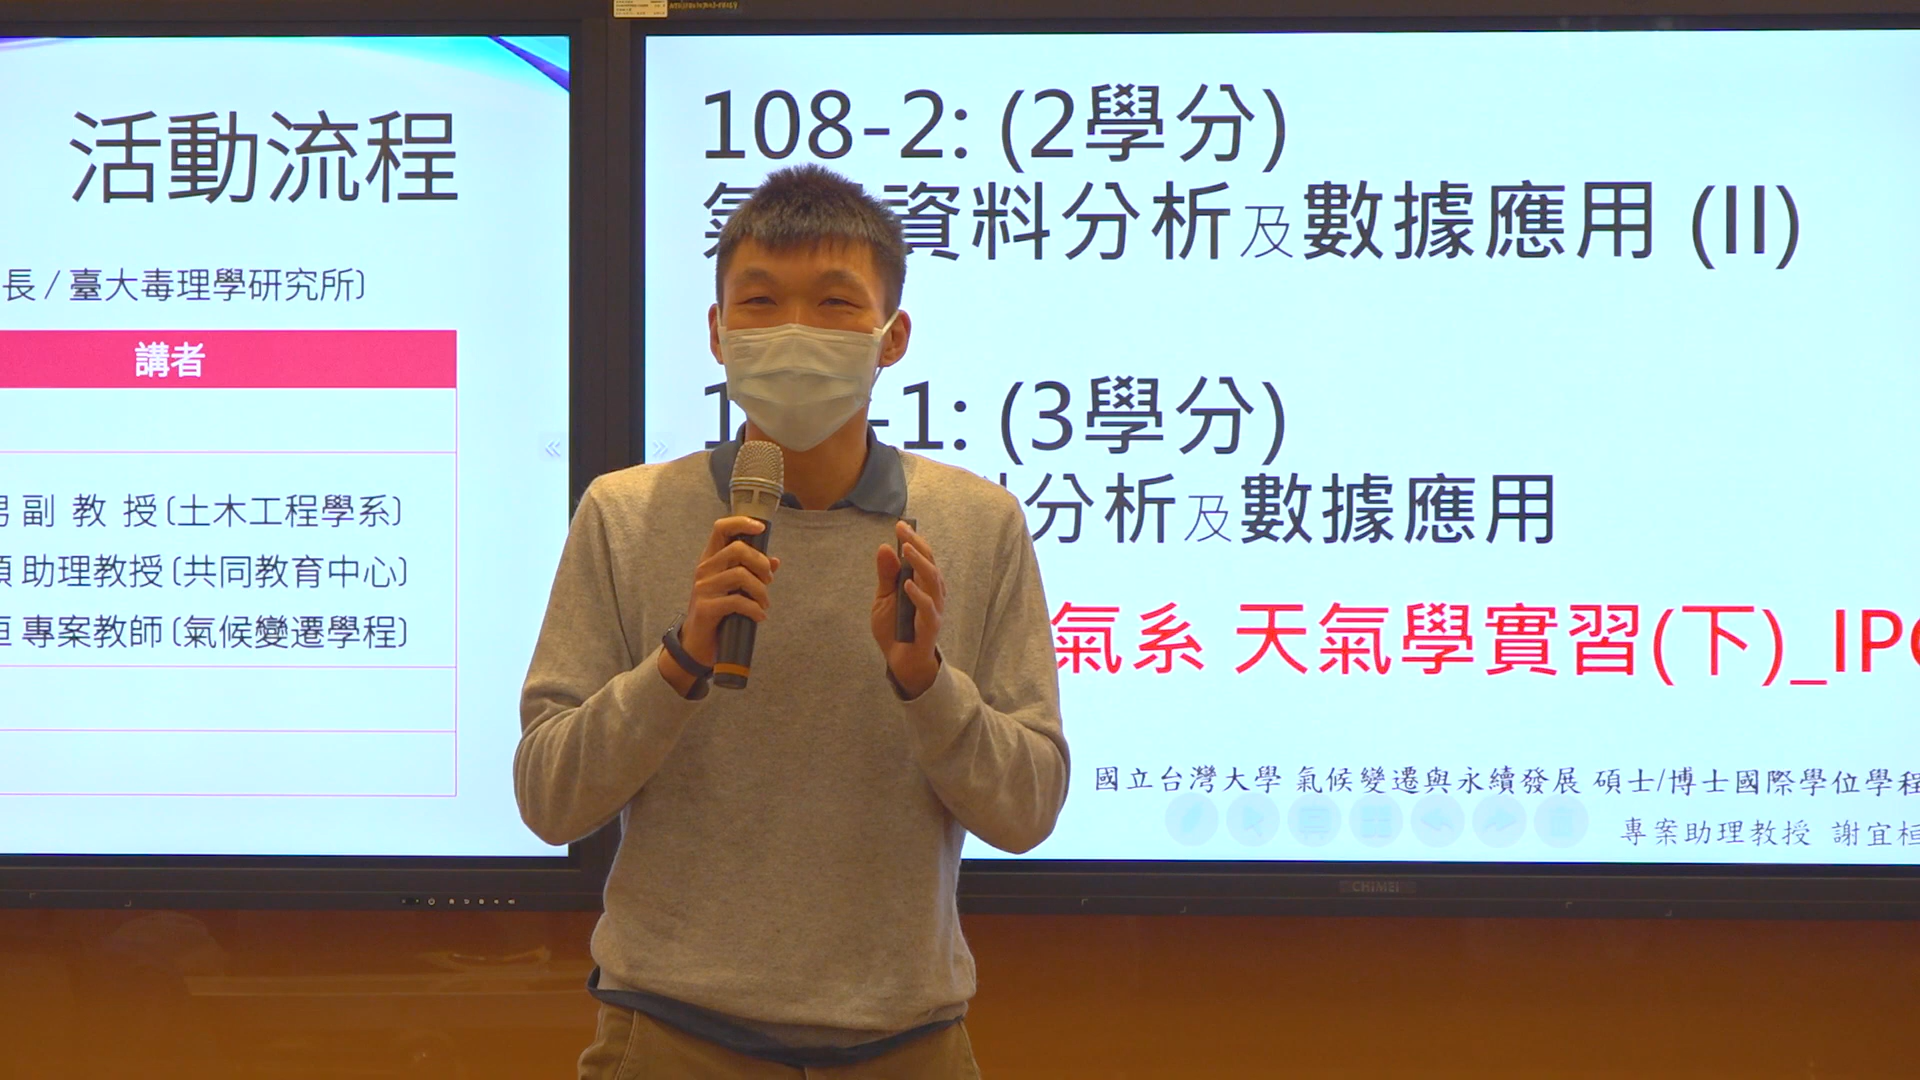 活動流程
長 / 臺大毒理學研究所)
講者
副 教 授 (土木工程學系)
助理教授 (共同教育中心)
專案教師 (氣候變遷學程)
108-2: (2學分)
資料分析及數據應用 (II)
-1: (3學分)
分析及數據應用
氣系 天氣學實習(下)_IP
國立台灣大學 氣候變遷與永續發展 碩士/博士國際學位學程
專案助理教授 謝宜桓
CHIMEI